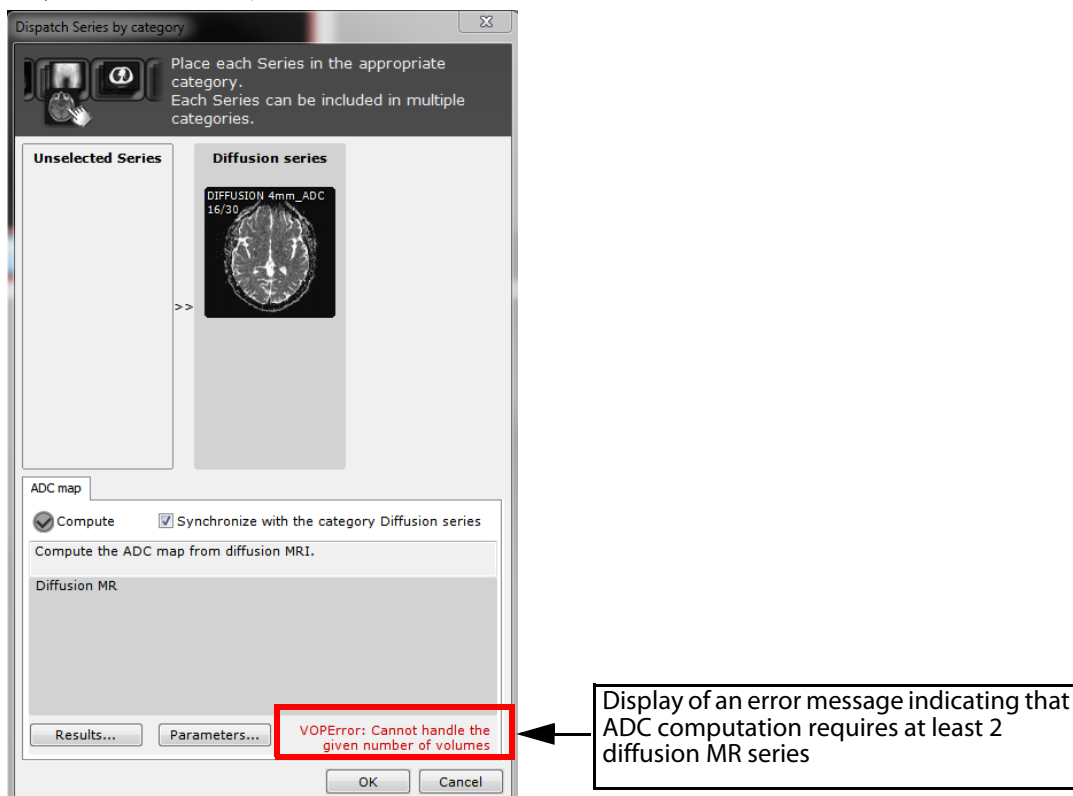 Dispatch Series by category
Place each Series in the appropriate
category.
Each Series can be included in multiple
categories.
Unselected Series
Diffusion series
DIFFUSION 4mm_ADC
16/30
>>
ADC map
Compute
Synchronize with the category Diffusion series
Compute the ADC map from diffusion MRI.
Diffusion MR
Results...
Parameters...
VOPError: Cannot handle the
given number of volumes
OK
Cancel
Display of an error message indicating that
ADC computation requires at least 2
diffusion MR series